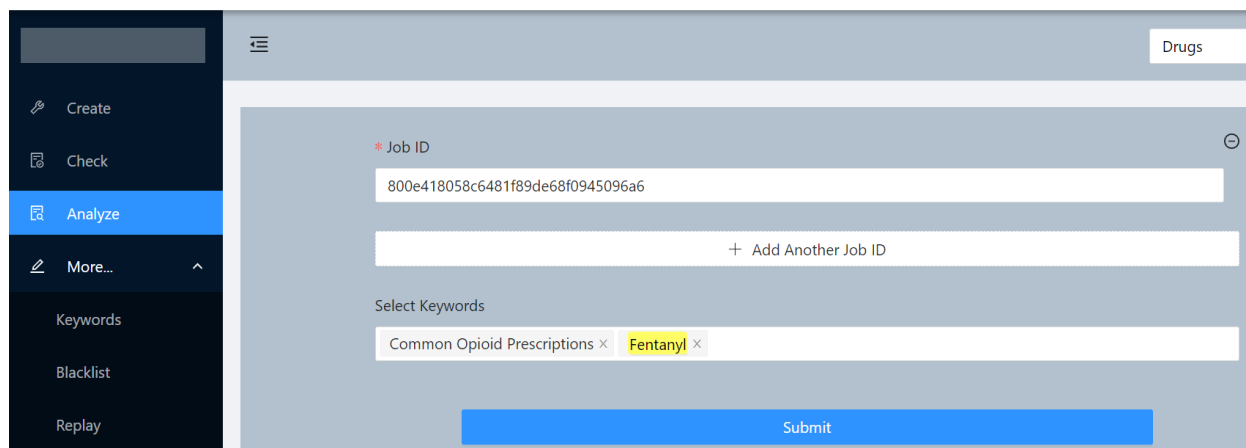 Drugs
Create
Check
Analyze
More...
Keywords
Blacklist
Replay
* Job ID
800e418058c6481f89de68f0945096a6
+ Add Another Job ID
Select Keywords
Common Opioid Prescriptions × Fentanyl ×
Submit